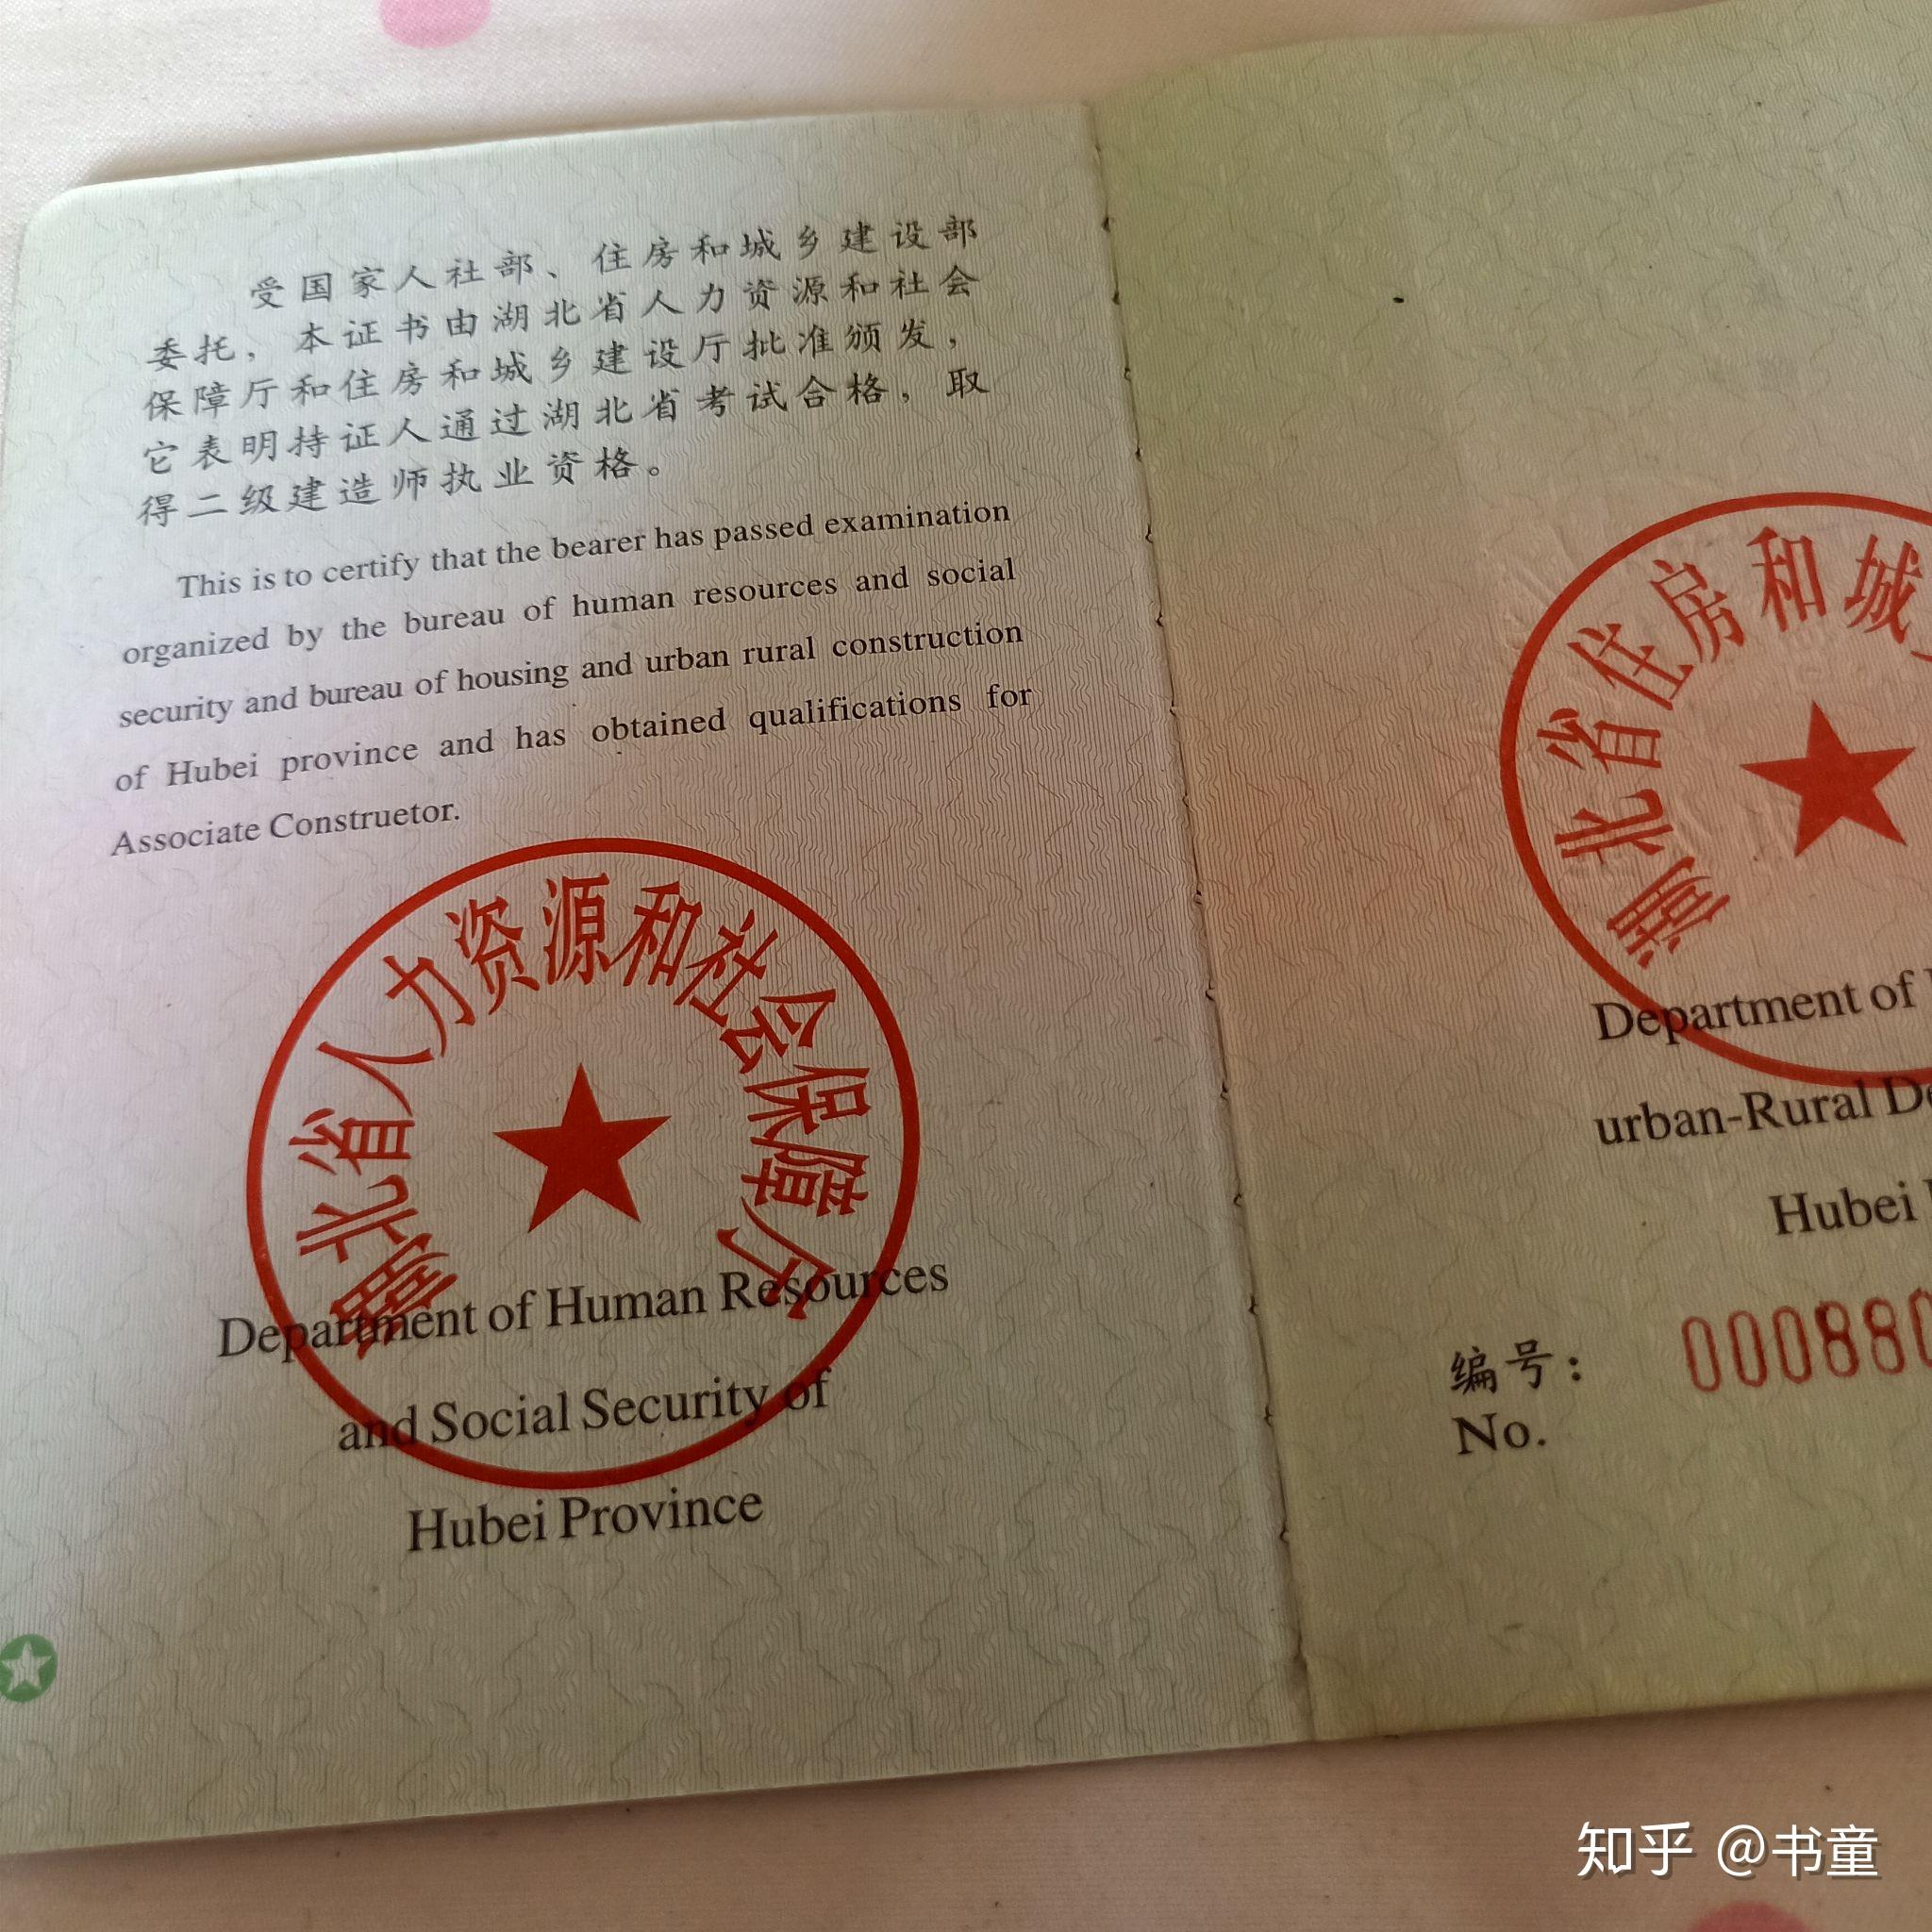 受国家人社部、住房和城乡建设部
委托，本证书由湖北省人力资源和社会
保障厅和住房和城乡建设厅批准颁发，
它表明持证人通过湖北省考试合格，取
得二级建造师执业资格。
This is to certify that the bearer has passed examination
organized by the bureau of human resources and social
security and bureau of housing and urban rural construction
of Hubei province and has obtained qualifications for
Associate Construetor.
湖北省人力资源和社会保障厅
Department of Human Resources
and Social Security of
Hubei Province
湖北省住房和城
Department of
urban-Rural
Hubei
编号： 000880
No.
知乎 @书童